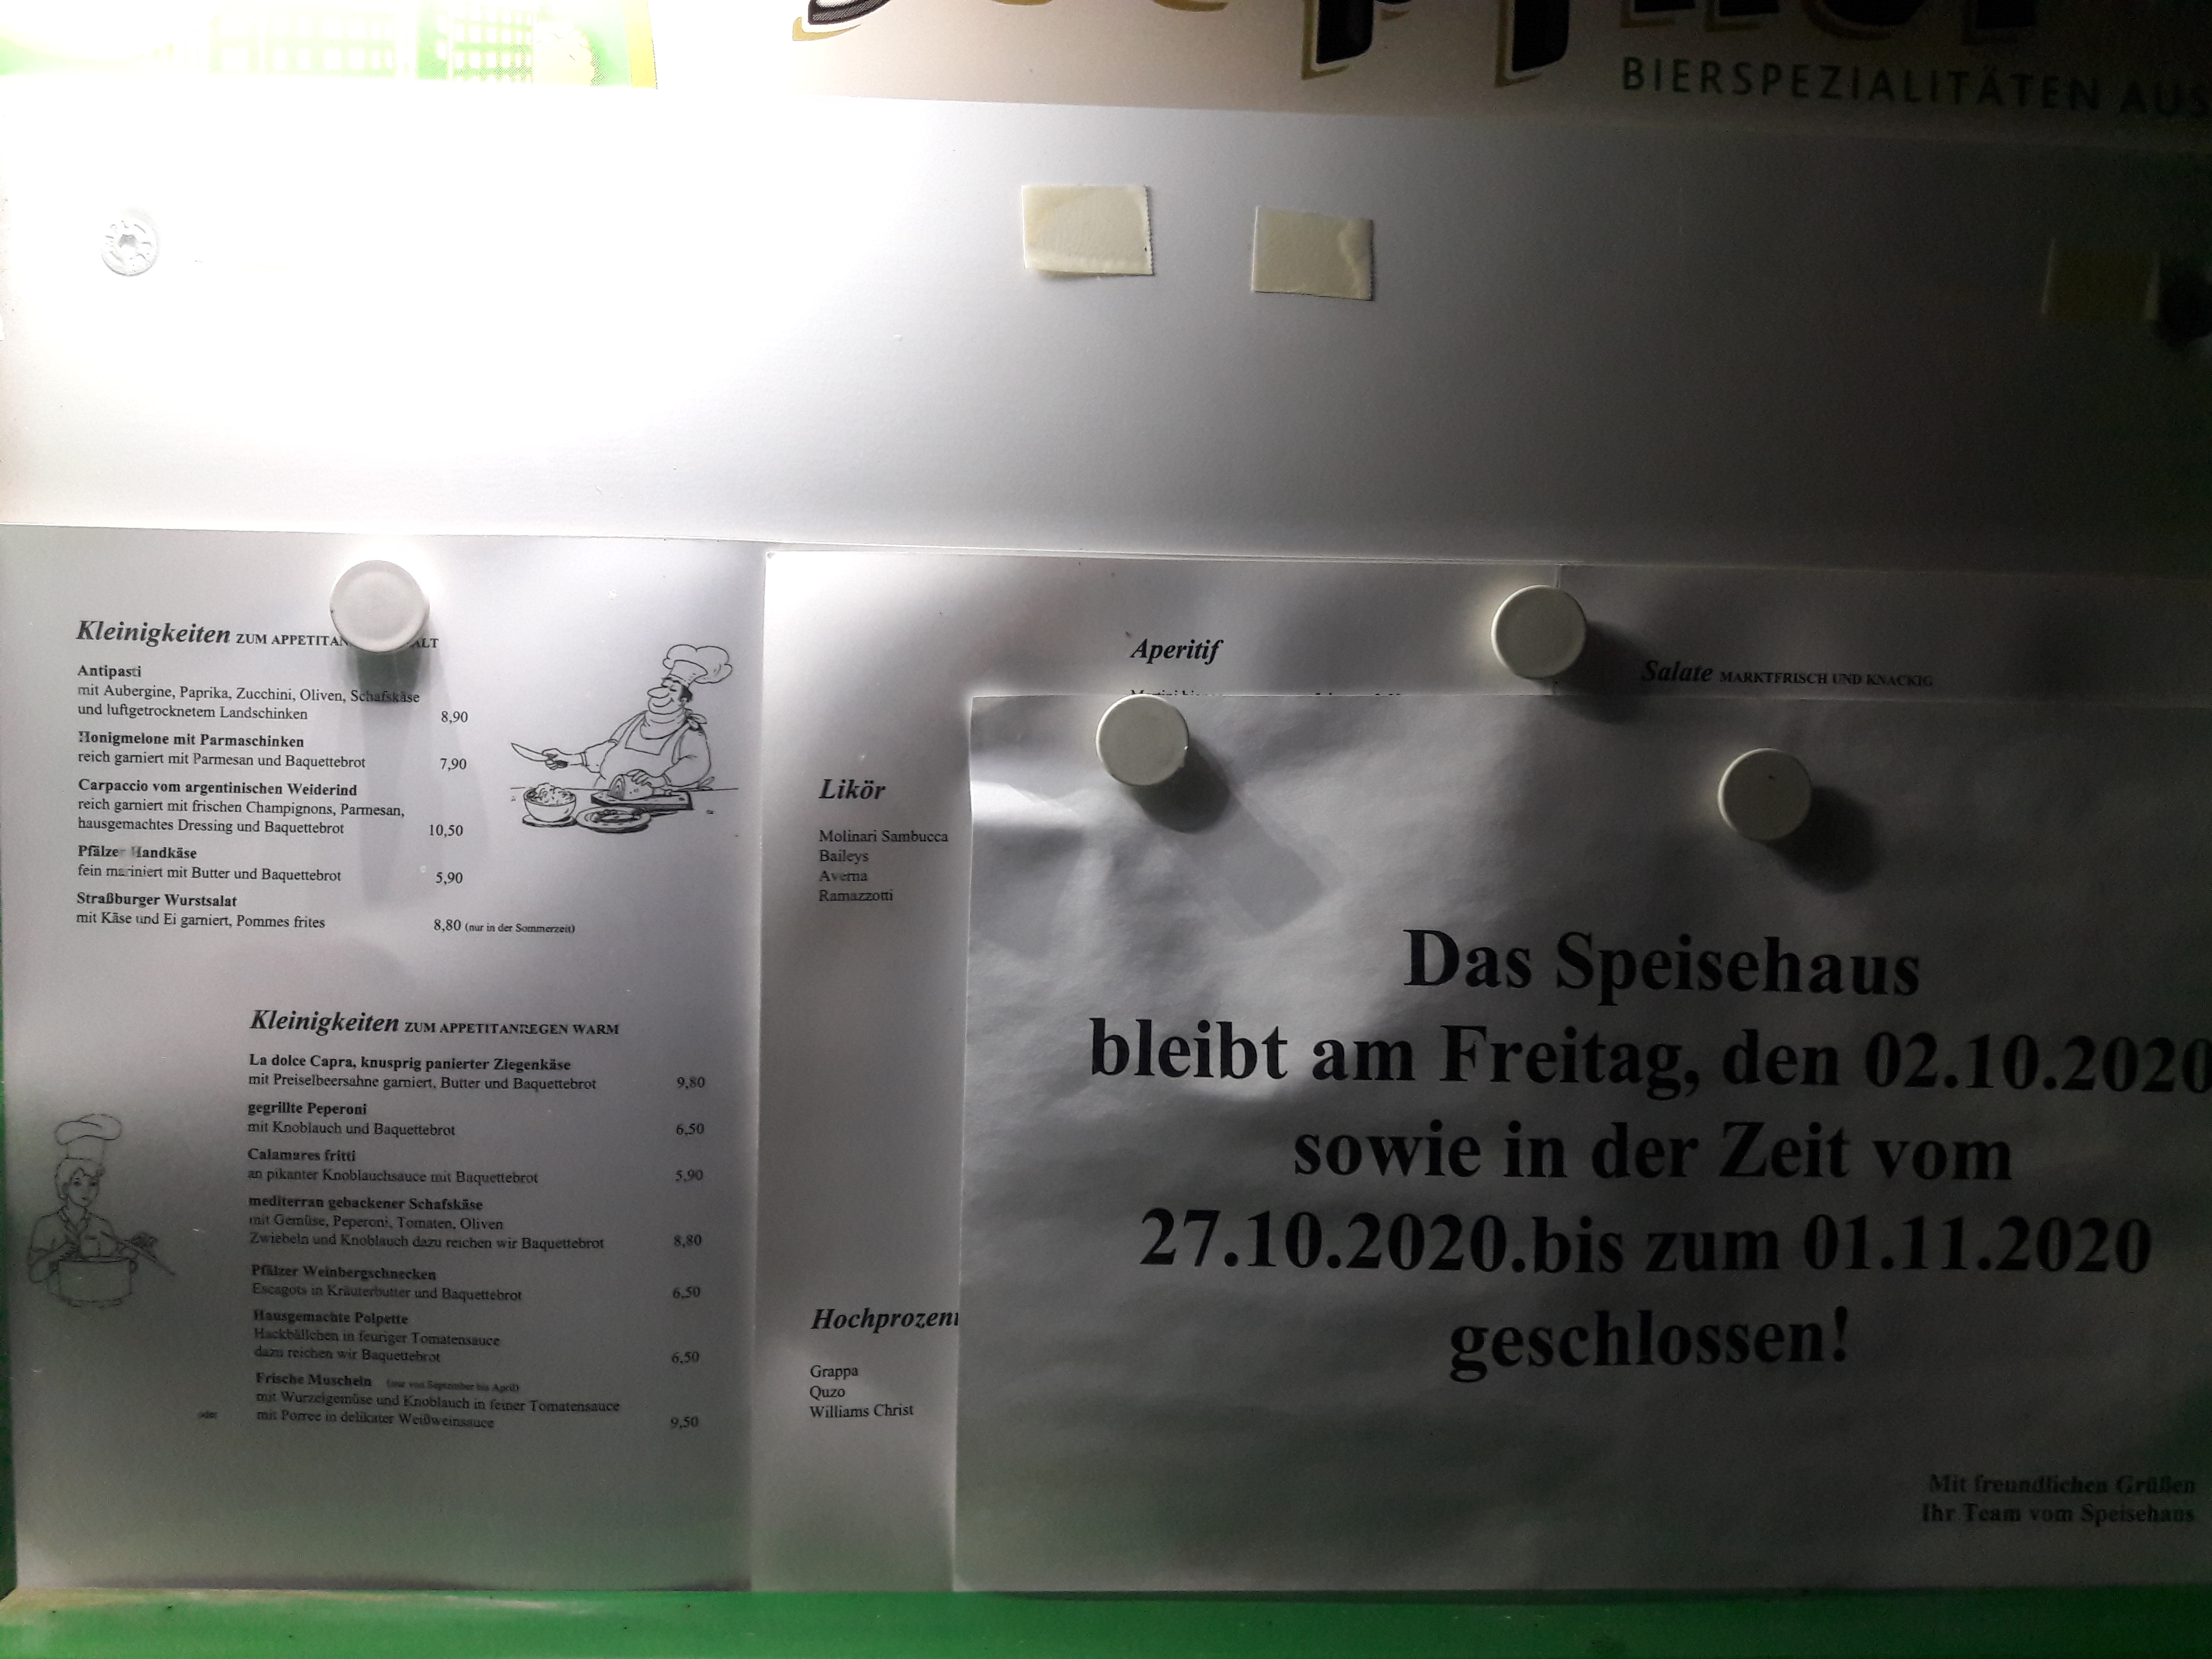 BIERSPEZIALITÄTEN AUS
Kleinigkeiten ZUM APPETITAN ALT
Antipasti
mit Aubergine, Paprika, Zucchini, Oliven, Schafskäse
und luftgetrocknetem Landschinken 8,90
Honigmelone mit Parmaschinken
reich garniert mit Parmesan und Baquettebrot 7,90
Carpaccio vom argentinischen Weiderind
reich garniert mit frischen Champignons, Parmesan,
hausgemachtes Dressing und Baquettebrot 10,50
Pfälzer Handkäse
fein mariniert mit Butter und Baquettebrot 5,90
Straßburger Wurstsalat
mit Käse und Ei garniert, Pommes frites 8,80 (nur in der Sommerzeit)
Kleinigkeiten ZUM APPETITANREGEN WARM
La dolce Capra, knusprig panierter Ziegenkäse
mit Preiselbeersahne garniert, Butter und Baquettebrot 9,80
gegrillte Peperoni
mit Knoblauch und Baquettebrot 6,50
Calamares fritti
an pikanter Knoblauchsauce mit Baquettebrot 5,90
mediterran gebackener Schafskäse
mit Gemüse, Peperoni, Tomaten, Oliven
Zwiebeln und Knoblauch dazu reichen wir Baquettebrot 8,80
Pfälzer Weinbergschnecken
Escagots in Kräuterbutter und Baquettebrot 6,50
Hausgemachte Polpette
Hackbällchen in feuriger Tomatensauce
dazu reichen wir Baquettebrot 6,50
Frische Muscheln (nur von September bis April)
mit Wurzelgemüse und Knoblauch in feiner Tomatensauce
oder mit Porree in delikater Weißweinsauce 9,50
Aperitif
Likör
Molinari Sambucca
Baileys
Averna
Ramazzotti
Hochprozent
Grappa
Quzo
Williams Christ
Salate MARKTFRISCH UND KNACKIG
Das Speisehaus
bleibt am Freitag, den 02.10.2020
sowie in der Zeit vom
27.10.2020.bis zum 01.11.2020
geschlossen!
Mit freundlichen Grüßen
Ihr Team vom Speisehaus